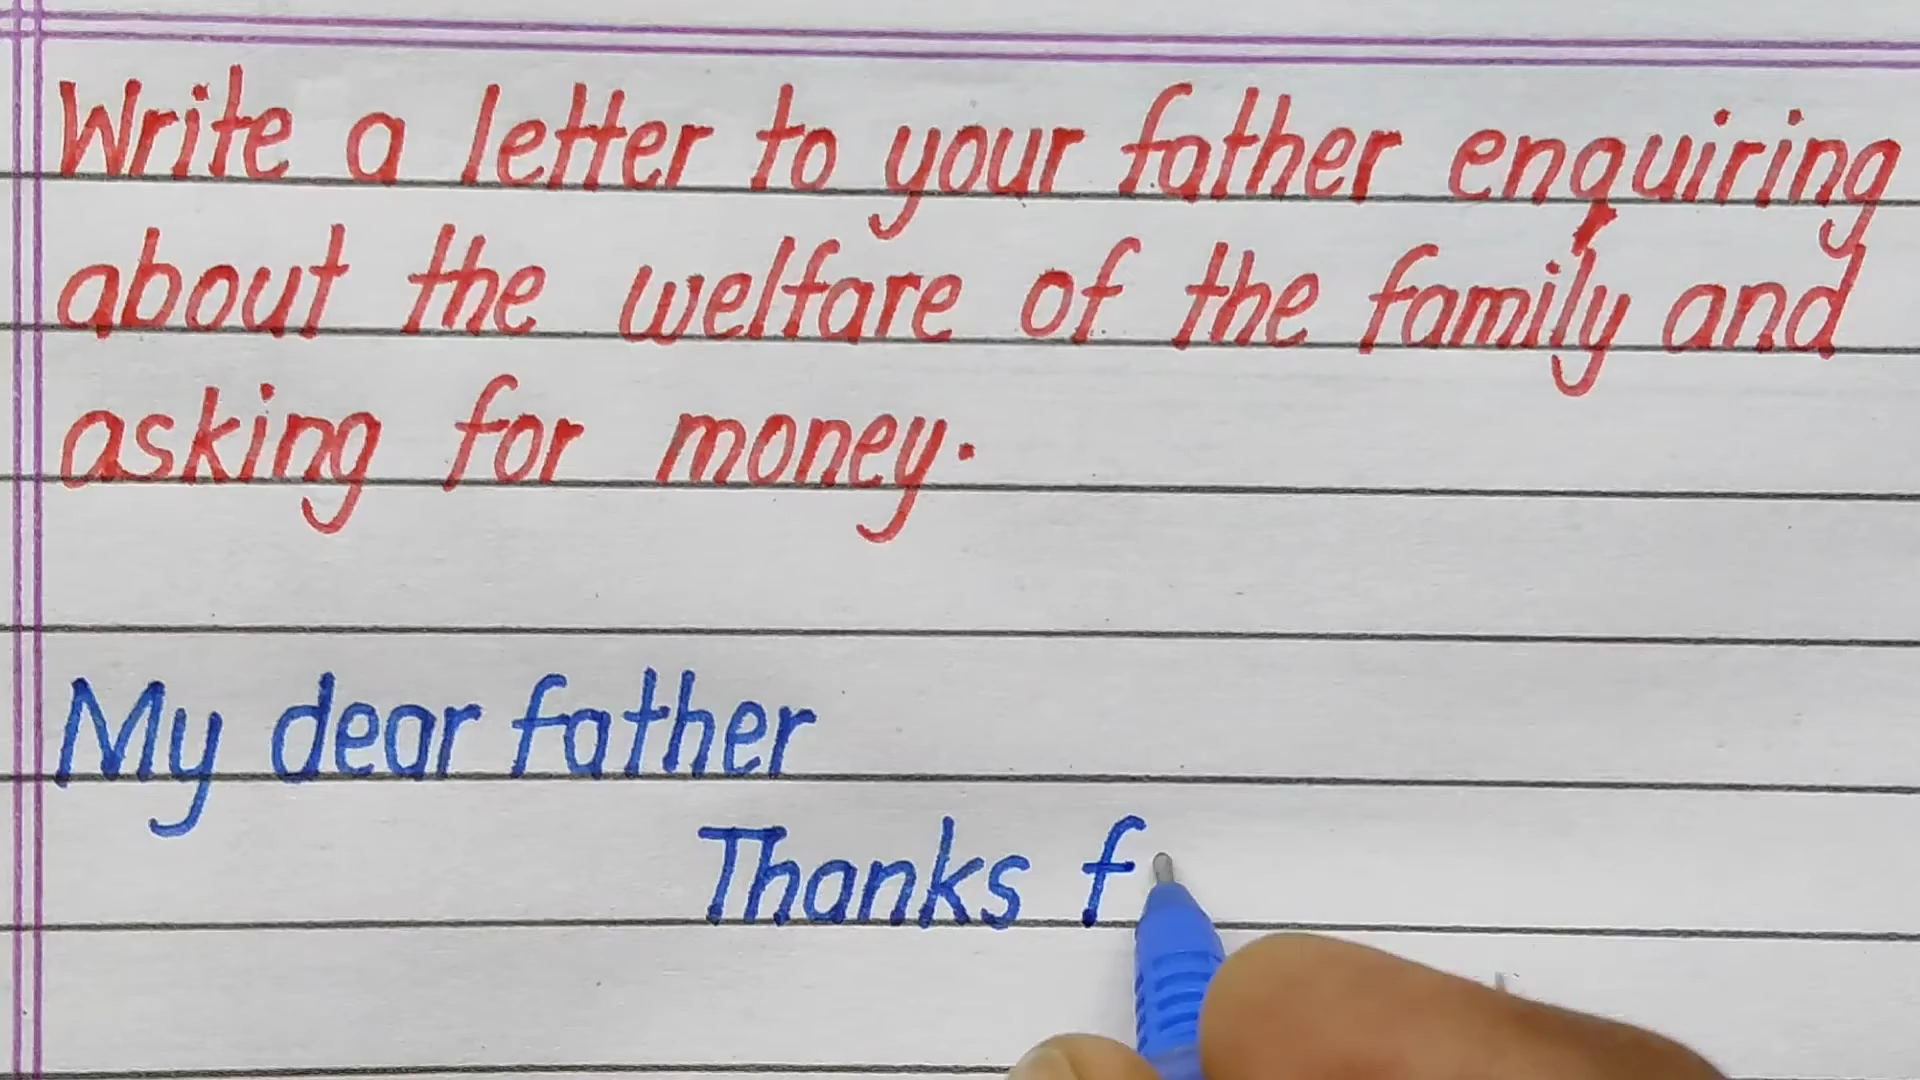 Write a letter to your father enquiring
about the welfare of the family and
asking for money.
My dear father
Thanks f